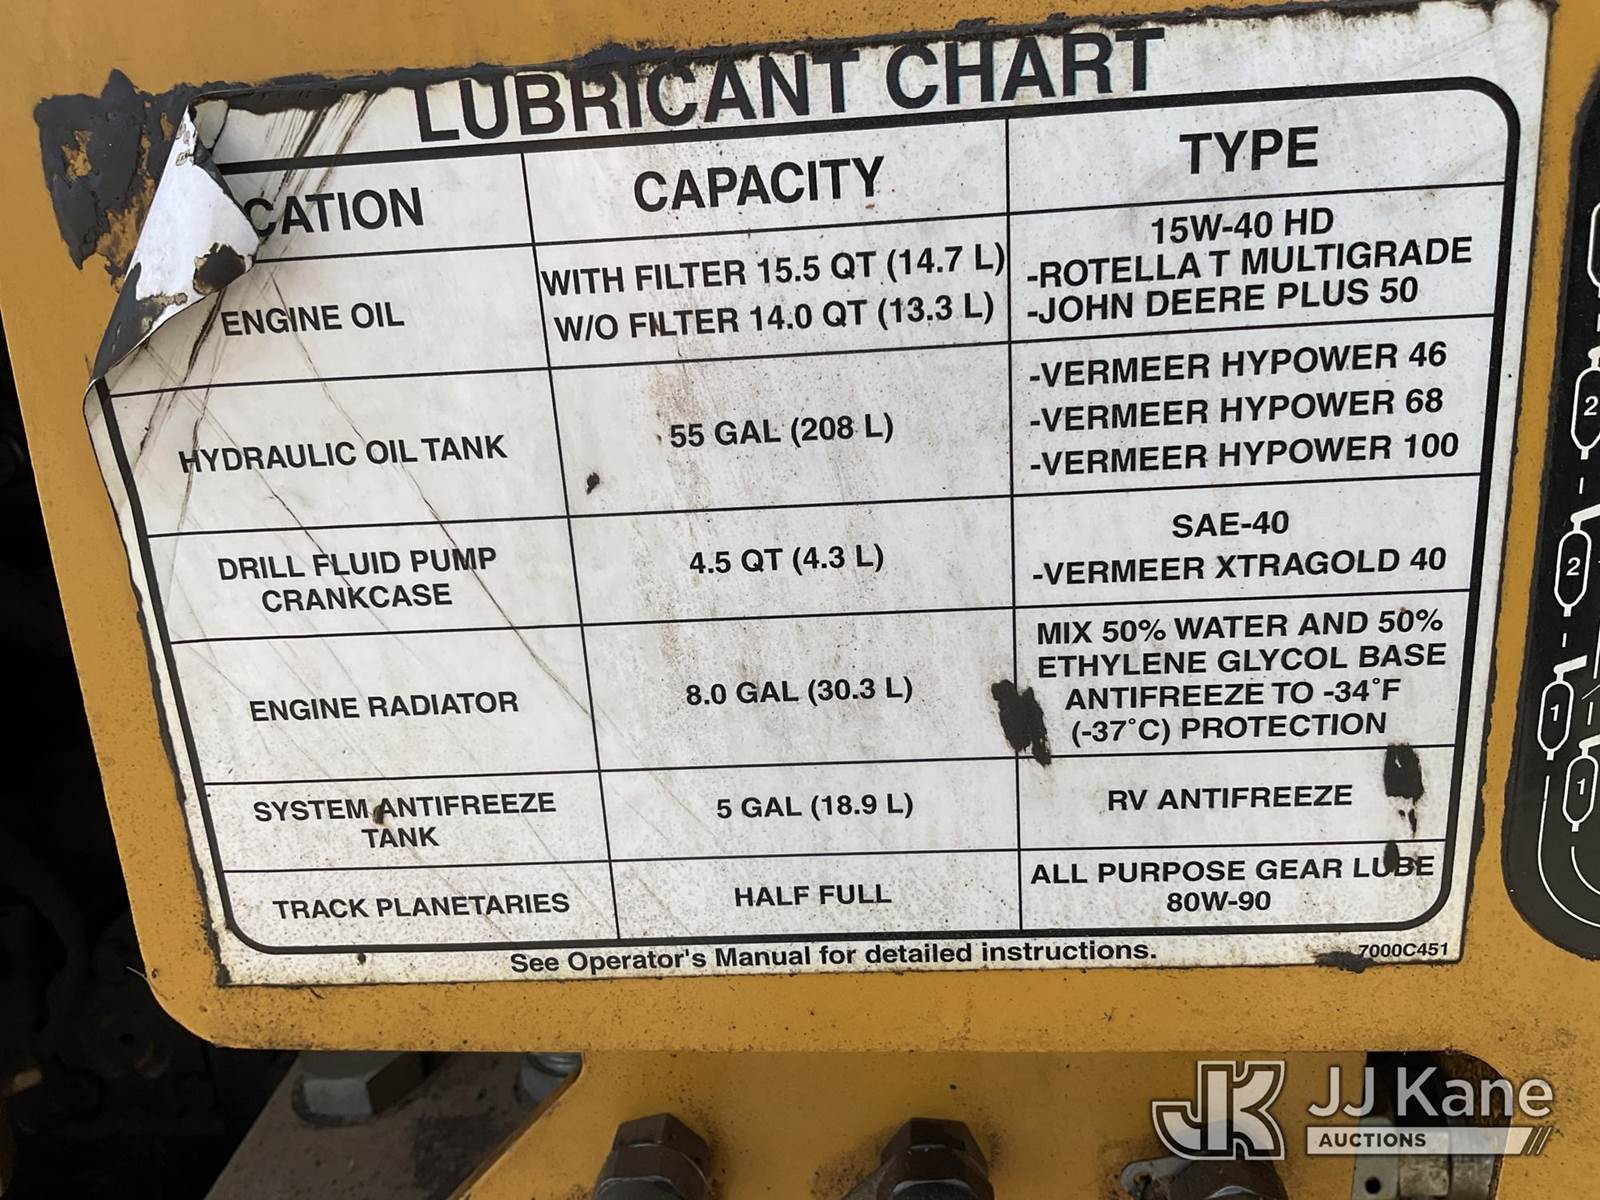 LUBRICANT CHART
CATION CAPACITY TYPE
ENGINE OIL
WITH FILTER 15.5 QT (14.7 L)
W/O FILTER 14.0 QT (13.3 L)
15W-40 HD
-ROTELLA T MULTIGRADE
-JOHN DEERE PLUS 50
HYDRAULIC OIL TANK
55 GAL (208 L)
-VERMEER HYPOWER 46
-VERMEER HYPOWER 68
-VERMEER HYPOWER 100
DRILL FLUID PUMP
CRANKCASE
4.5 QT (4.3 L)
SAE-40
-VERMEER XTRAGOLD 40
ENGINE RADIATOR
8.0 GAL (30.3 L)
MIX 50% WATER AND 50%
ETHYLENE GLYCOL BASE
ANTIFREEZE TO -34˚F
(-37˚C) PROTECTION
SYSTEM ANTIFREEZE
TANK
5 GAL (18.9 L)
RV ANTIFREEZE
TRACK PLANETARIES
HALF FULL
ALL PURPOSE GEAR LUBE
80W-90
See Operator's Manual for detailed instructions.
7000C451
2
2
1
1
JK JJ Kane
AUCTIONS